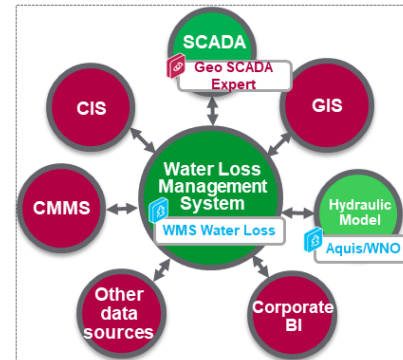 SCADA
Geo SCADA
Expert
CIS
GIS
Water Loss
Management
System
WMS Water Loss
CMMS
Hydraulic
Model
Aquis/WNO
Other
data
sources
Corporate
BI